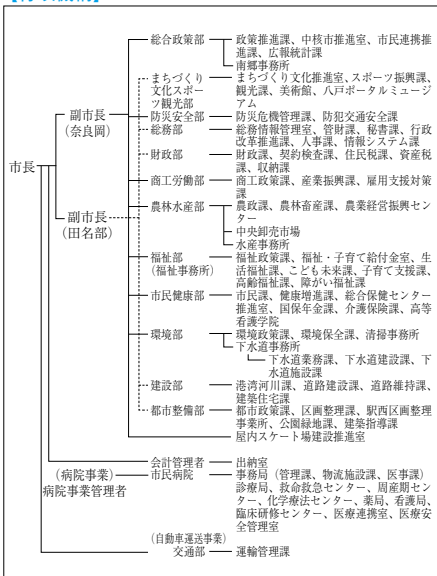 市長
副市長
(奈良岡)
副市長
(田名部)
総合政策部 政策推進課、中核市推進室、市民連携推
進課、広報統計課
南郷事務所
まちづくり
文化スポー
ツ観光部 まちづくり文化推進室、スポーツ振興課、
観光課、美術館、八戸ポータルミュージ
アム
防災安全部 防災危機管理課、防犯交通安全課
総務部 総務情報管理室、管財課、秘書課、行政
改革推進課、人事課、情報システム課
財政部 財政課、契約検査課、住民税課、資産税
課、収納課
商工労働部 商工政策課、産業振興課、雇用支援対策
課
農林水産部 農政課、農林畜産課、農業経営振興セン
ター
中央卸売市場
水産事務所
福祉部
(福祉事務所) 福祉政策課、福祉・子育て給付金室、生
活福祉課、こども未来課、子育て支援課、
高齢福祉課、障がい福祉課
市民健康部 市民課、健康増進課、総合保健センター
推進室、国保年金課、介護保険課、高等
看護学院
環境部 環境政策課、環境保全課、清掃事務所
下水道事務所
下水道業務課、下水道建設課、下
水道施設課
建設部 港湾河川課、道路建設課、道路維持課、
建築住宅課
都市整備部 都市政策課、区画整理課、駅西区画整理
事業所、公園緑地課、建築指導課
屋内スケート場建設推進室
会計管理者 出納室
(病院事業)
病院事業管理者
市民病院 事務局(管理課、物流施設課、医事課)
診療局、救命救急センター、周産期セン
ター、化学療法センター、薬局、看護局、
臨床研修センター、医療連携室、医療安
全管理室
(自動車運送事業)
交通部 運輸管理課